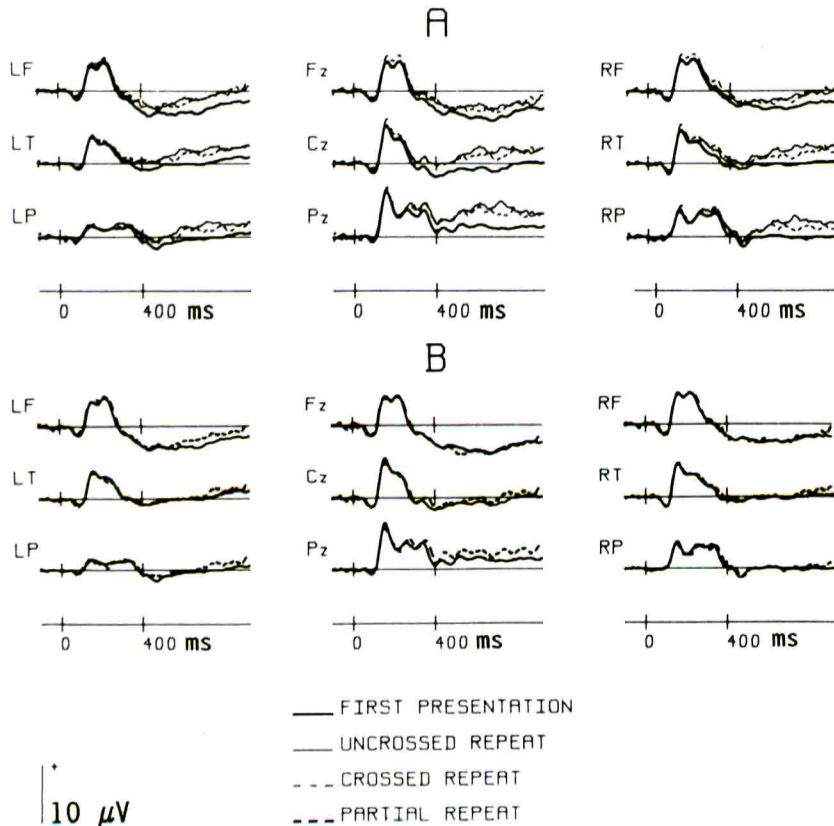 A
LF Fz RF
LT Cz RT
LP Pz RP
0 400 ms 0 400 ms 0 400 ms
B
LF Fz RF
LT Cz RT
LP Pz RP
0 400 ms 0 400 ms 0 400 ms
FIRST PRESENTATION
UNCROSSED REPEAT
+
CROSSED REPEAT
10 μV
PARTIAL REPEAT